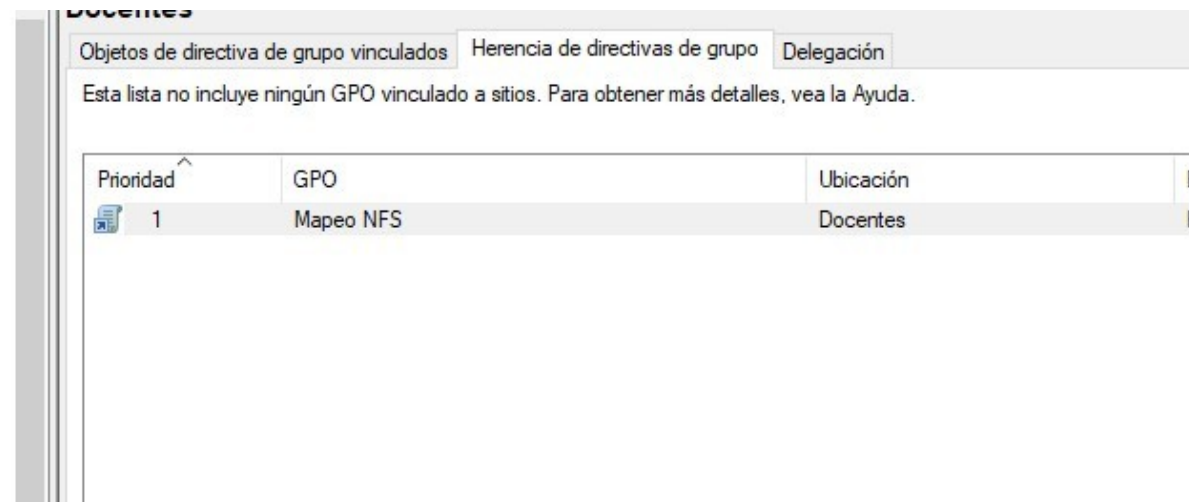 Docentes
Objetos de directiva de grupo vinculados Herencia de directivas de grupo Delegación
Esta lista no incluye ningún GPO vinculado a sitios. Para obtener más detalles, vea la Ayuda.
Prioridad GPO Ubicación
1 Mapeo NFS Docentes